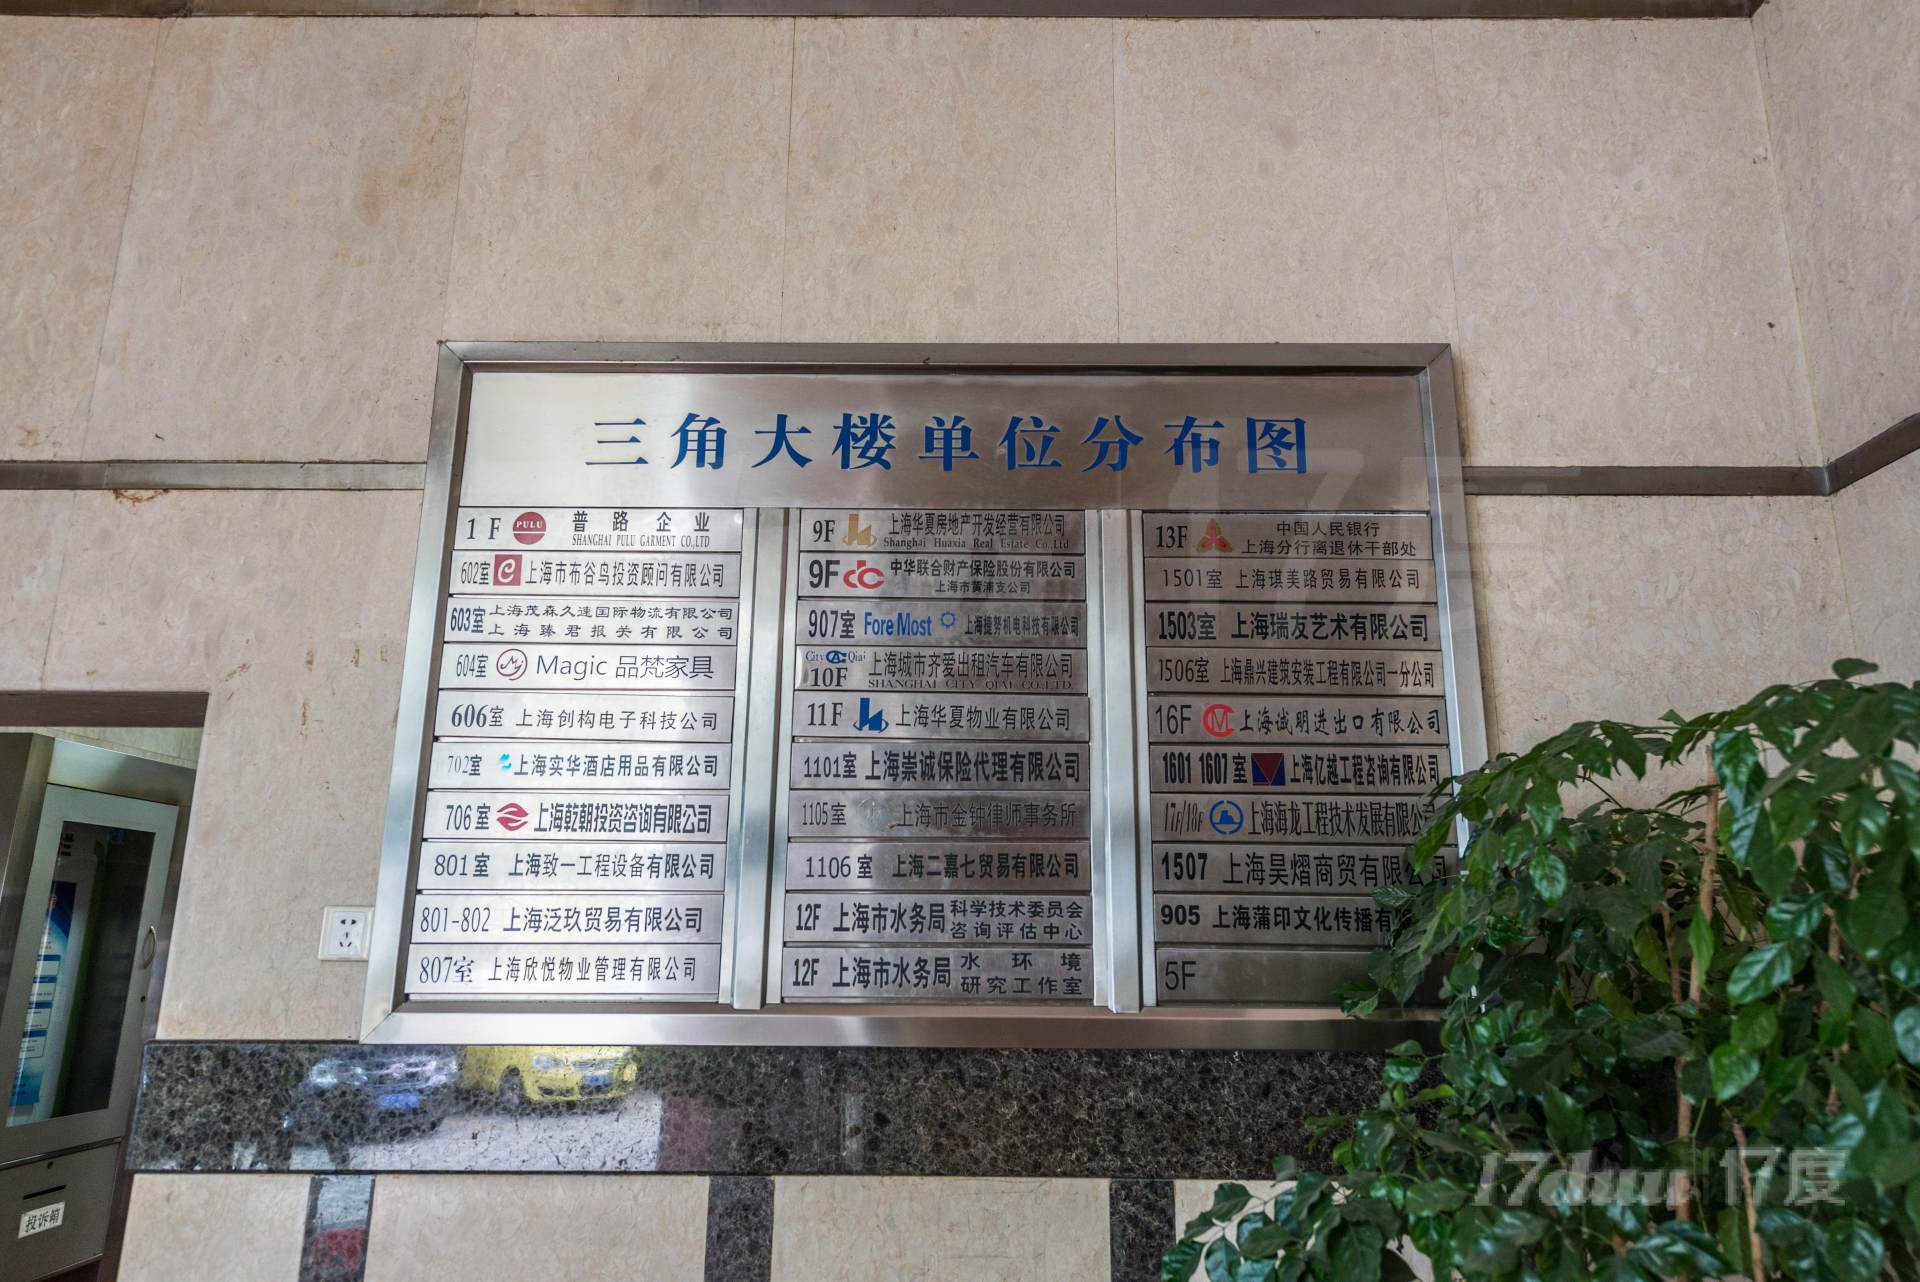 三角大楼单位分布图
1F PULU 普路企业
SHANGHAI PULU GARMENT CO.,LTD
602室 上海市布谷鸟投资顾问有限公司
603室 上海茂森久速国际物流有限公司
上海臻君报关有限公司
604室 Magic 品梵家具
606室 上海创构电子科技公司
702室 上海实华酒店用品有限公司
706室 上海乾朝投资咨询有限公司
801室 上海致一工程设备有限公司
801-802 上海泛玖贸易有限公司
807室 上海欣悦物业管理有限公司
9F 上海华夏房地产开发经营有限公司
Shanghai Huaxia Real Estate Co.Ltd
9F 中华联合财产保险股份有限公司
上海市黄浦支公司
907室 Fore Most 上海提努机电科技有限公司
City Qiai 上海城市齐爱出租汽车有限公司
10F SHANGHAI CITY QIAI CO.LTD.
11F 上海华夏物业有限公司
1101室 上海崇诚保险代理有限公司
1105室 上海市金钟律师事务所
1106室 上海二嘉七贸易有限公司
12F 上海市水务局 科学技术委员会
咨询评估中心
12F 上海市水务局 水环境
研究工作室
13F 中国人民银行
上海分行离退休干部处
1501室 上海琪美路贸易有限公司
1503室 上海瑞友艺术有限公司
1506室 上海鼎兴建筑安装工程有限公司一分公司
16F 上海诚明进出口有限公司
1601 1607室 上海亿越工程咨询有限公司
17F/18F 上海海龙工程技术发展有限公司
1507 上海昊熠商贸有限公司
905 上海蒲印文化传播有
5F
投诉箱
17度
17dur 17度